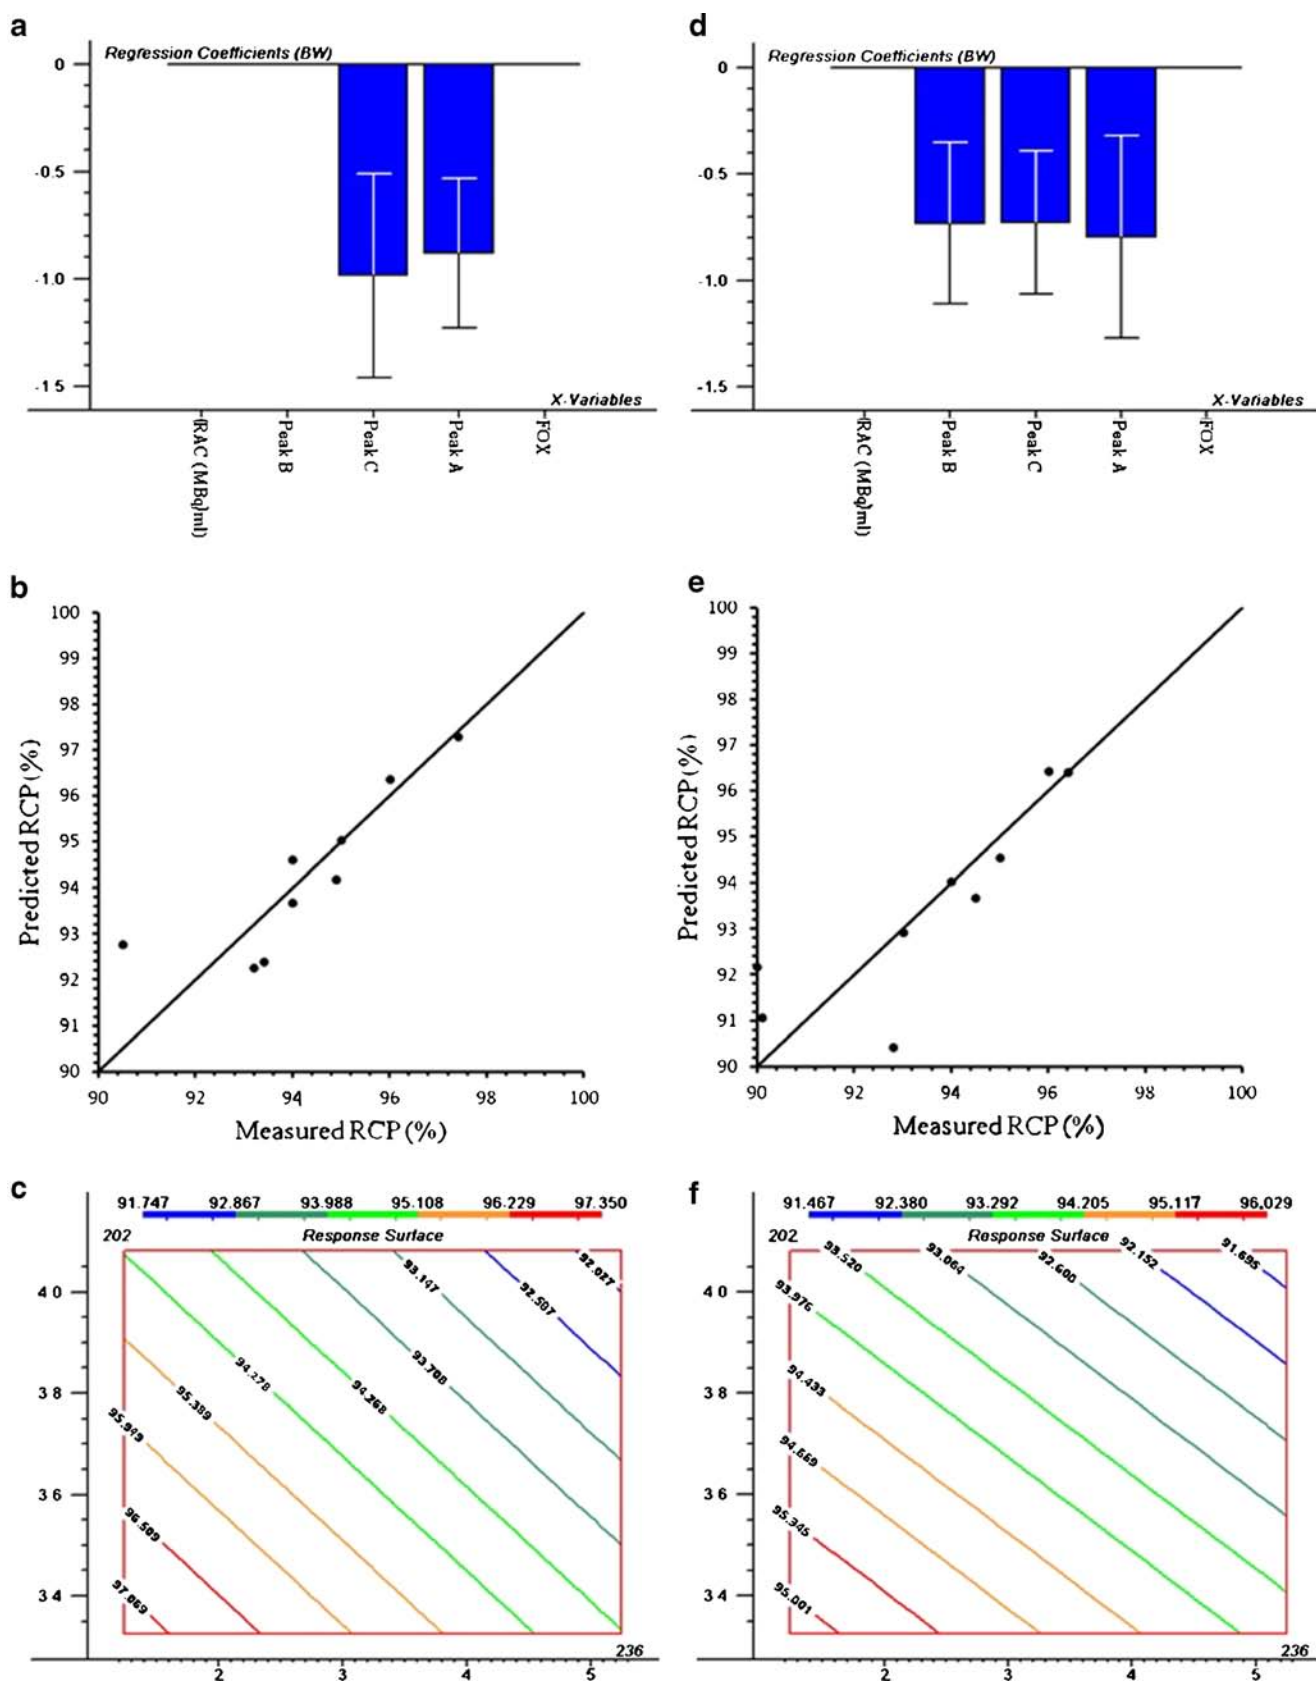 a
Regression Coefficients (BW)
0
-0.5
-1.0
-1.5
X-Variables
RAC (MBq/ml)
Peak B
Peak C
Peak A
FOX
d
Regression Coefficients (BW)
0
-0.5
-1.0
-1.5
X-Variables
RAC (MBq/ml)
Peak B
Peak C
Peak A
FOX
b
100
99
98
97
96
95
94
93
92
91
90
Predicted RCP (%)
90 92 94 96 98 100
Measured RCP (%)
e
100
99
98
97
96
95
94
93
92
91
90
Predicted RCP (%)
90 92 94 96 98 100
Measured RCP (%)
c
91.747 92.867 93.988 95.108 96.229 97.350
202 Response Surface
92.027
93.147
92.587
93.708
94.268
95.389
95.949
96.509
97.069
40
38
36
34
236
2 3 4 5
f
91.467 92.380 93.292 94.205 95.117 96.029
202 Response Surface
93.520
93.064
92.608
92.152
91.695
93.976
94.433
95.345
40
38
36
34
236
2 3 4 5